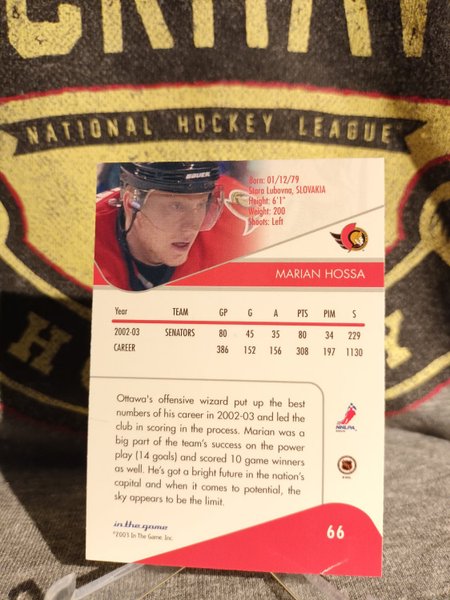 CKHAW
NATIONAL HOCKEY LEAGUE
BAUER
Born: 01/12/79
Stara Lubovna, SLOVAKIA
Height: 6'1"
Weight: 200
Shoots: Left
MARIAN HOSSA
Year TEAM GP G A PTS PIM S
2002-03 SENATORS 80 45 35 80 34 229
CAREER 386 152 156 308 197 1130
Ottawa's offensive wizard put up the best
numbers of his career in 2002-03 and led the
club in scoring in the process. Marian was a
big part of the team's success on the power
play (14 goals) and scored 10 game winners
as well. He's got a bright future in the nation's
capital and when it comes to potential, the
sky appears to be the limit.
NHLPA
NHL
in the game
©2003 In The Game, Inc.
66